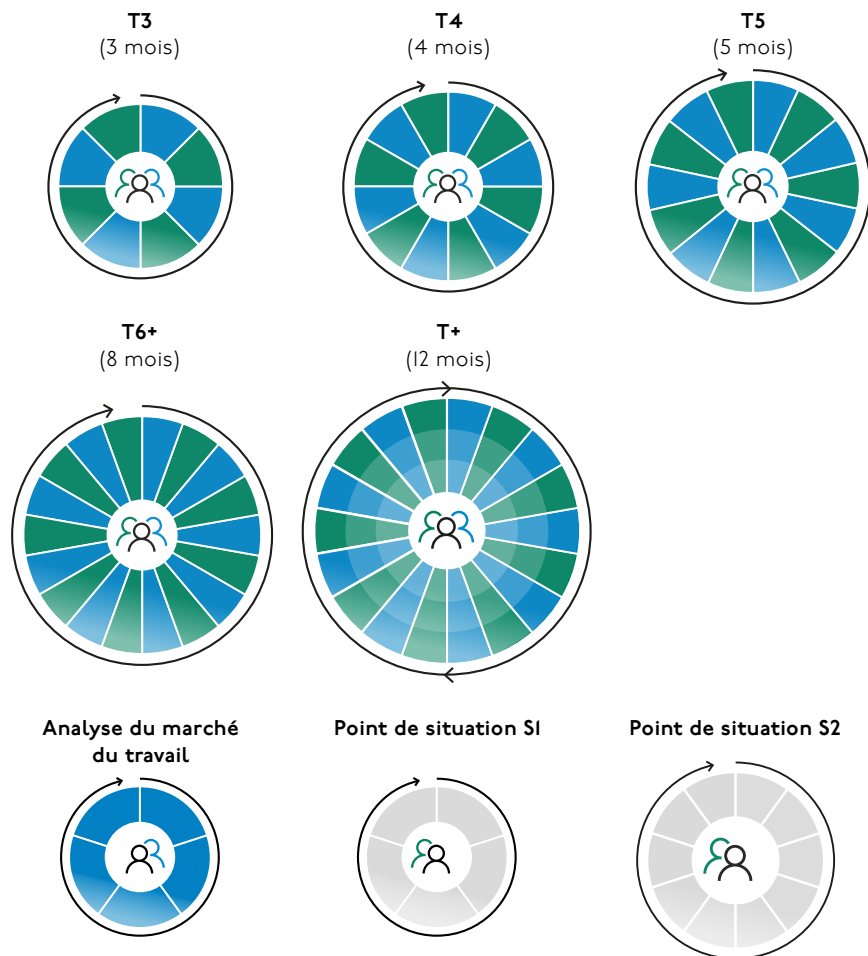 T3
(3 mois)
T4
(4 mois)
T5
(5 mois)
T6+
(8 mois)
T+
(12 mois)
Analyse du marché
du travail
Point de situation S1
Point de situation S2